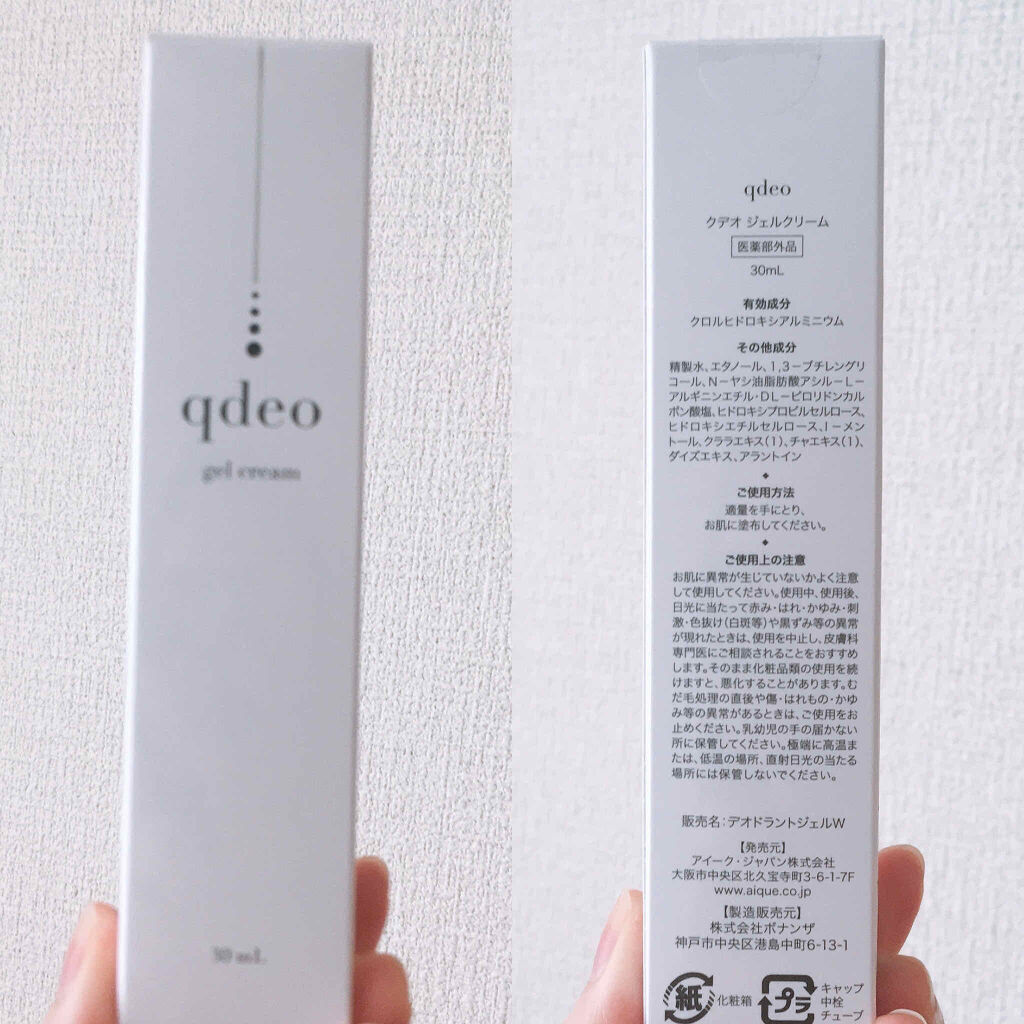 qdeo
gel cream
30 mL
qdeo
クデオ ジェルクリーム
医薬部外品
30mL
有効成分
クロルヒドロキシアルミニウム
その他成分
精製水、エタノール、1,3－ブチレングリ
コール、N－ヤシ油脂肪酸アシル－L－
アルギニンエチル・DL－ピロリドンカル
ボン酸塩、ヒドロキシプロピルセルロース、
ヒドロキシエチルセルロース、l－メン
トール、クララエキス(1)、チャエキス(1)、
ダイズエキス、アラントイン
ご使用方法
適量を手にとり、
お肌に塗布してください。
ご使用上の注意
お肌に異常が生じていないかよく注意
して使用してください。使用中、使用後、
日光に当たって赤み・はれ・かゆみ・刺
激・色抜け(白斑等)や黒ずみ等の異常
が現れたときは、使用を中止し、皮膚科
専門医にご相談されることをおすすめ
します。そのまま化粧品類の使用を続
けますと、悪化することがあります。む
だ毛処理の直後や傷・はれもの・かゆ
み等の異常があるときは、ご使用をお
止めください。乳幼児の手の届かない
所に保管してください。極端に高温ま
たは、低温の場所、直射日光の当たる
場所には保管しないでください。
販売名：デオドラントジェルW
【発売元】
アイーク・ジャパン株式会社
大阪市中央区北久宝寺町3-6-1-7F
www.aique.co.jp
【製造販売元】
株式会社ボナンザ
神戸市中央区港島中町6-13-1
紙 化粧箱
プラ キャップ
中栓
チューブ